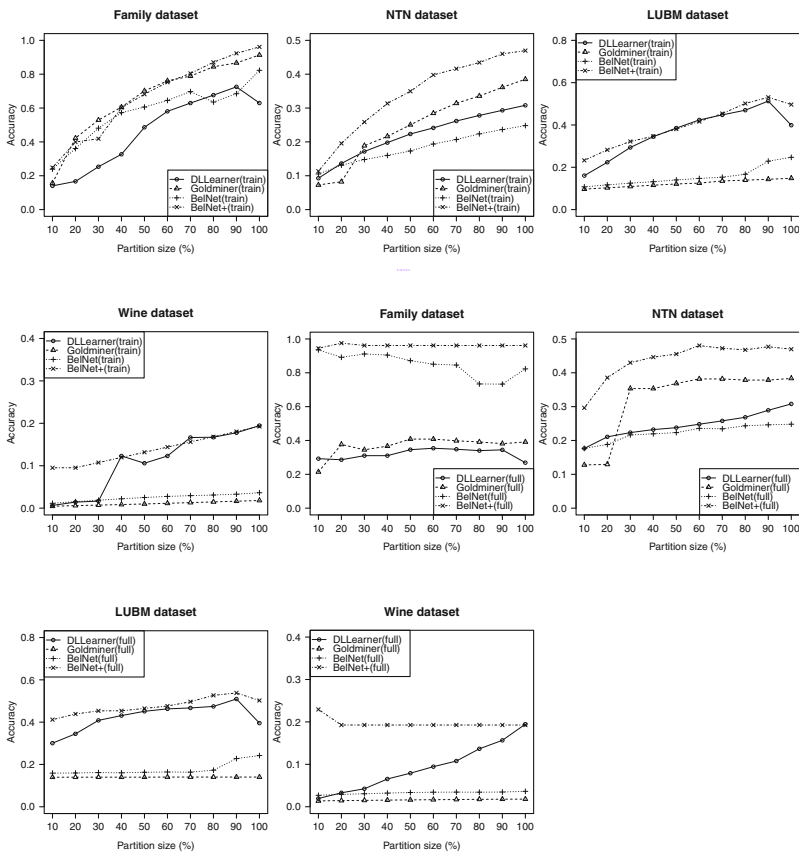 Family dataset
Accuracy
1.0
0.8
0.6
0.4
0.2
0.0
DLLearner(train)
Goldminer(train)
BelNet(train)
BelNet+(train)
10 20 30 40 50 60 70 80 90 100
Partition size (%)
NTN dataset
Accuracy
0.5
0.4
0.3
0.2
0.1
0.0
DLLearner(train)
Goldminer(train)
BelNet(train)
BelNet+(train)
10 20 30 40 50 60 70 80 90 100
Partition size (%)
LUBM dataset
Accuracy
0.8
0.6
0.4
0.2
0.0
DLLearner(train)
Goldminer(train)
BelNet(train)
BelNet+(train)
10 20 30 40 50 60 70 80 90 100
Partition size (%)
Wine dataset
Accuracy
0.4
0.3
0.2
0.1
0.0
DLLearner(train)
Goldminer(train)
BelNet(train)
BelNet+(train)
10 20 30 40 50 60 70 80 90 100
Partition size (%)
Family dataset
Accuracy
1.0
0.8
0.6
0.4
0.2
0.0
DLLearner(full)
Goldminer(full)
BelNet(full)
BelNet+(full)
10 20 30 40 50 60 70 80 90 100
Partition size (%)
NTN dataset
Accuracy
0.5
0.4
0.3
0.2
0.1
0.0
DLLearner(full)
Goldminer(full)
BelNet(full)
BelNet+(full)
10 20 30 40 50 60 70 80 90 100
Partition size (%)
LUBM dataset
Accuracy
0.8
0.6
0.4
0.2
0.0
DLLearner(full)
Goldminer(full)
BelNet(full)
BelNet+(full)
10 20 30 40 50 60 70 80 90 100
Partition size (%)
Wine dataset
Accuracy
0.4
0.3
0.2
0.1
0.0
DLLearner(full)
Goldminer(full)
BelNet(full)
BelNet+(full)
10 20 30 40 50 60 70 80 90 100
Partition size (%)